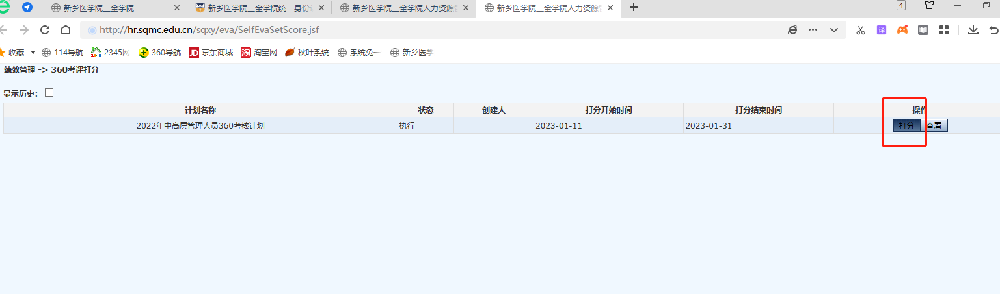 新乡医学院三全学院 新乡医学院三全学院统一身份 新乡医学院三全学院人力资源 新乡医学院三全学院人力资源 4
http://hr.sqmc.edu.cn/sqxy/eva/SelfEvaSetScore.jsf 译
收藏 114导航 2345 2345网 360导航 JD 京东商城 淘 淘宝网 秋叶系统 系统兔一 新乡医学
绩效管理 -> 360考评打分
显示历史：
计划名称 状态 创建人 打分开始时间 打分结束时间 操作
2022年中高层管理人员360考核计划 执行 2023-01-11 2023-01-31 打分 查看